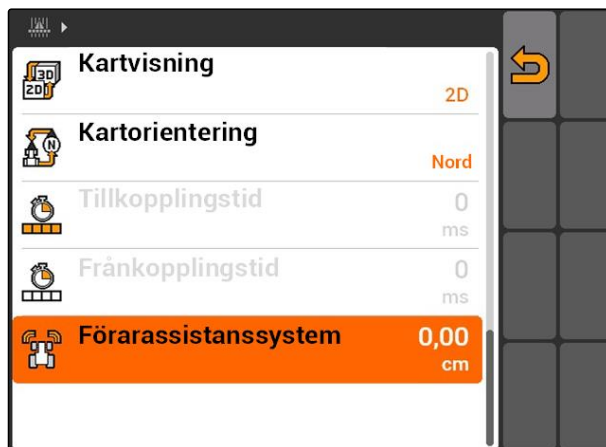 Kartvisning
2D
Kartorientering
Nord
Tillkopplingstid
0
ms
Frånkopplingstid
0
ms
Förarassistanssystem
0,00
cm